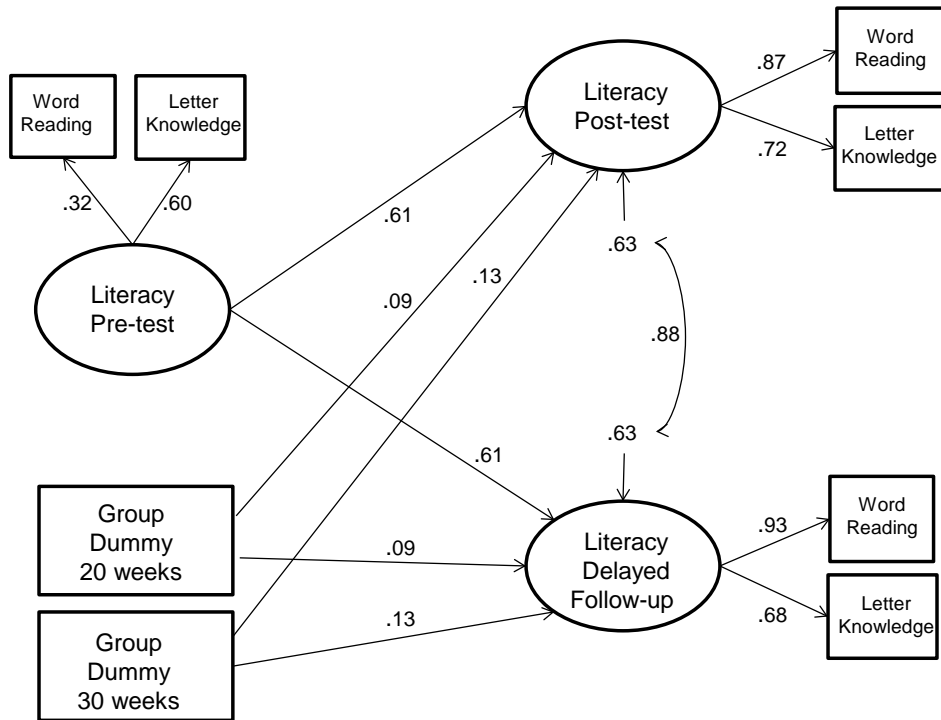 Word
Reading
Letter
Knowledge
.32
.60
Literacy
Pre-test
Literacy
Post-test
.87
Word
Reading
.72
Letter
Knowledge
.61
.09
.13
.63
.88
.63
.61
Group
Dummy
20 weeks
.09
Group
Dummy
30 weeks
.13
Literacy
Delayed
Follow-up
.93
Word
Reading
.68
Letter
Knowledge